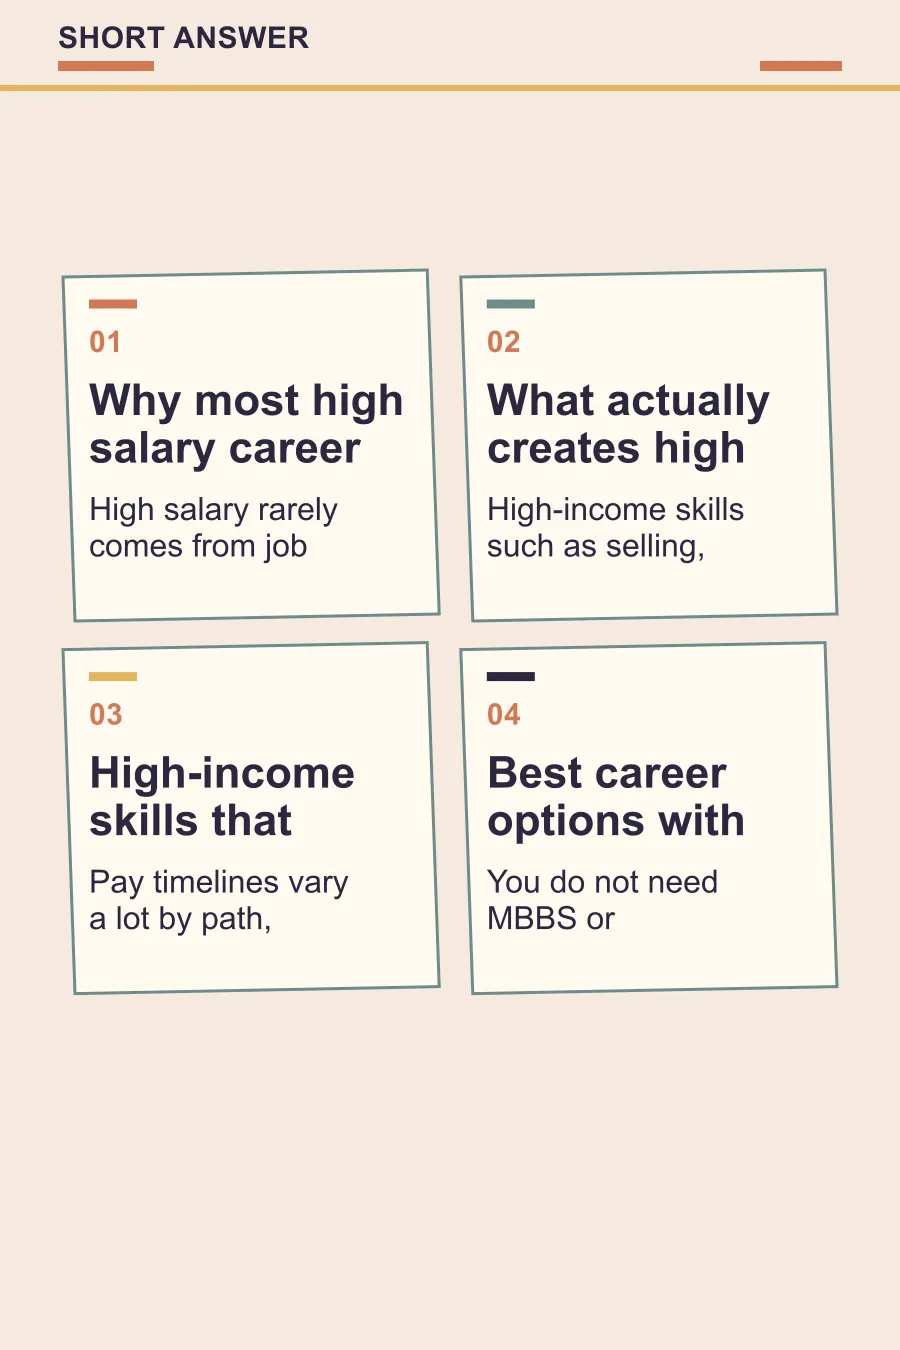 SHORT ANSWER
01
Why most high
salary career
High salary rarely
comes from job
02
What actually
creates high
High-income skills
such as selling,
03
High-income
skills that
Pay timelines vary
a lot by path,
04
Best career
options with
You do not need
MBBS or